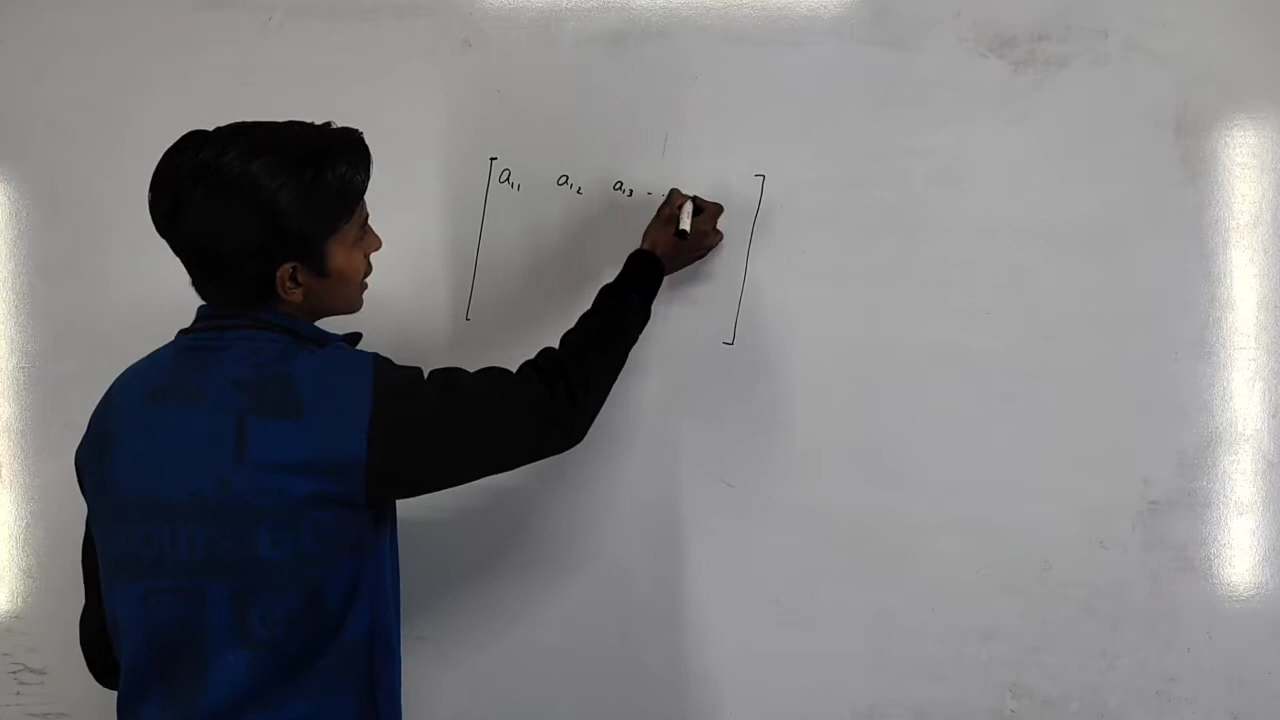 [a₁₁ a₁₂ a₁₃ - . ]